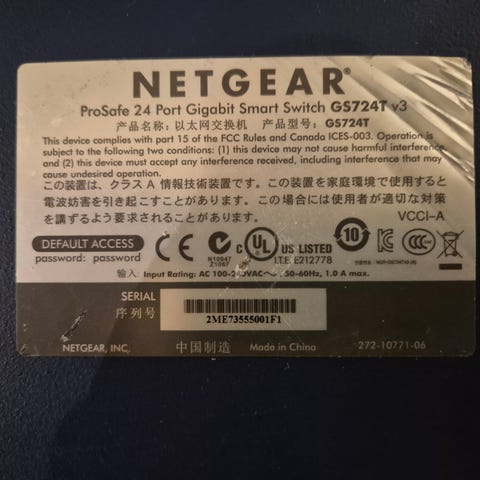 NETGEAR®
ProSafe 24 Port Gigabit Smart Switch GS724T v3
产品名称: 以太网交换机 产品型号: GS724T
This device complies with part 15 of the FCC Rules and Canada ICES-003. Operation is
subject to the following two conditions: (1) this device may not cause harmful interference,
and (2) this device must accept any interference received, including interference that may
cause undesired operation.
この装置は、クラス A 情報技術装置です。この装置を家庭環境で使用すると
電波妨害を引き起こすことがあります。この場合には使用者が適切な対策
を講ずるよう要求されることがあります。
VCCI-A
DEFAULT ACCESS
password: password
CE
N10947
Z1067
C UL US LISTED
I.T.E. E212778
10
CCC
输入: Input Rating: AC 100-240VAC~, 50-60Hz, 1.0 A max.
SERIAL
序列号
2ME73555001F1
NETGEAR, INC. 中国制造 Made in China 272-10771-06